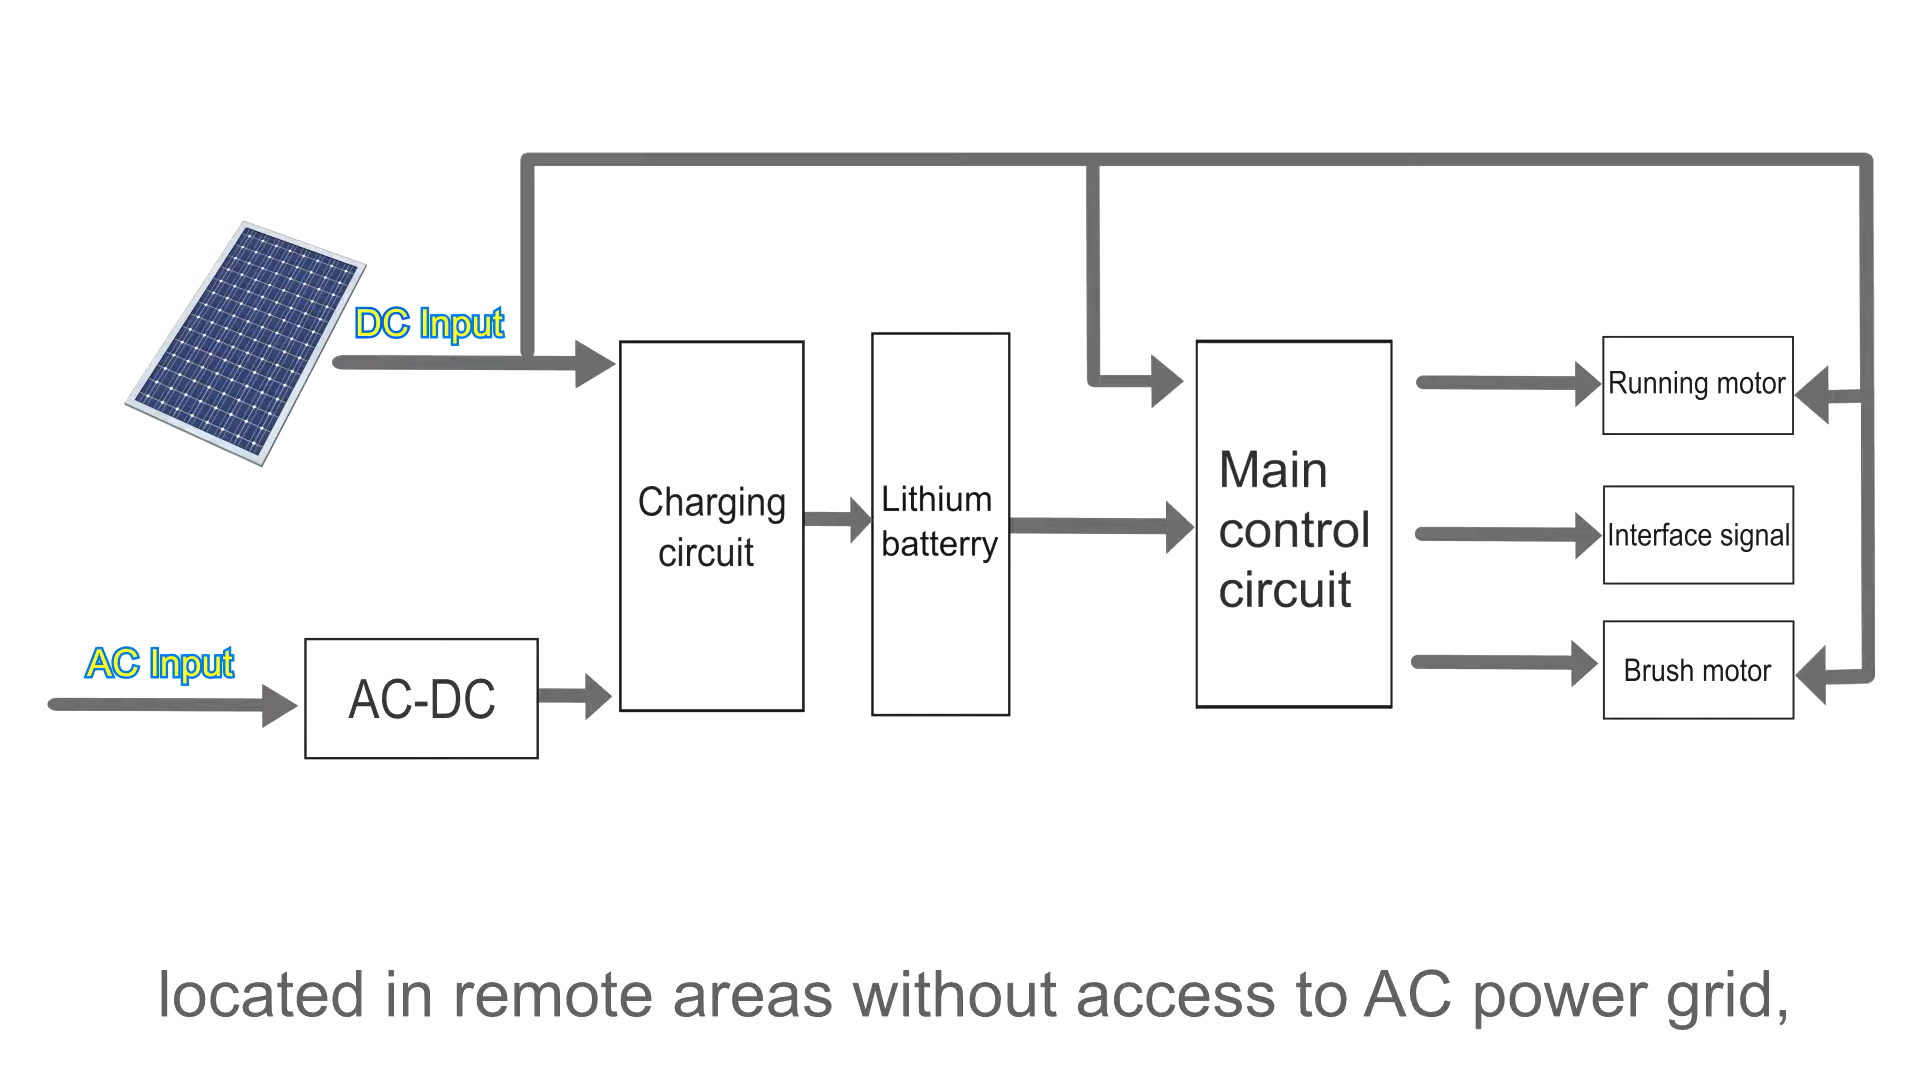 DC Input
Charging
circuit
Lithium
batterry
Main
control
circuit
Running motor
Interface signal
Brush motor
AC Input
AC-DC
located in remote areas without access to AC power grid,